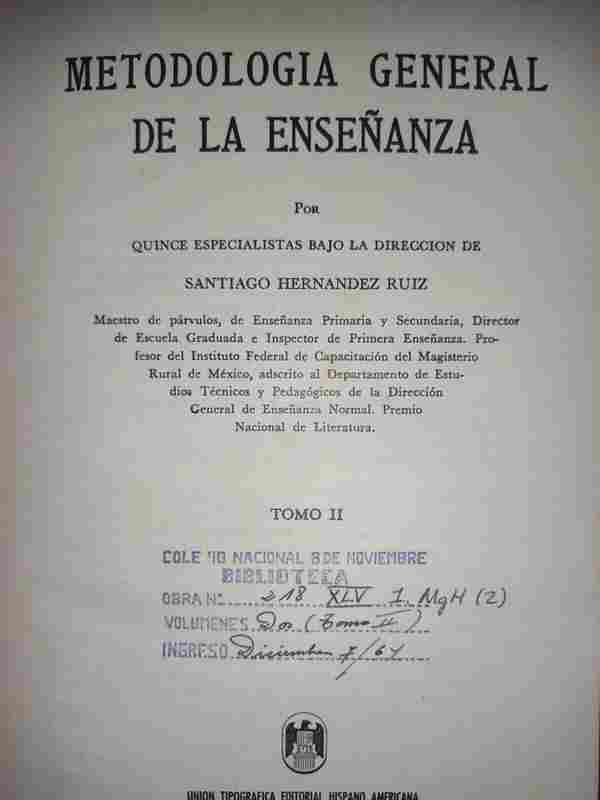 METODOLOGIA GENERAL
DE LA ENSEÑANZA
POR
QUINCE ESPECIALISTAS BAJO LA DIRECCION DE
SANTIAGO HERNANDEZ RUIZ
Maestro de párvulos, de Enseñanza Primaria y Secundaria, Director
de Escuela Graduada e Inspector de Primera Enseñanza. Pro-
fesor del Instituto Federal de Capacitación del Magisterio
Rural de México, adscrito al Departamento de Estu-
dios Técnicos y Pedagógicos de la Dirección
General de Enseñanza Normal. Premio
Nacional de Literatura.
TOMO II
NACIONAL 8 DE NOVIEMBRE
BIBLIOTECA
OBRA Nº 218 XLV 1. MgH (2)
VOLUMENES Dos (Tomo II)
INGRESO Diciembre 7/64
UNION TIPOGRAFICA EDITORIAL HISPANO AMERICANA